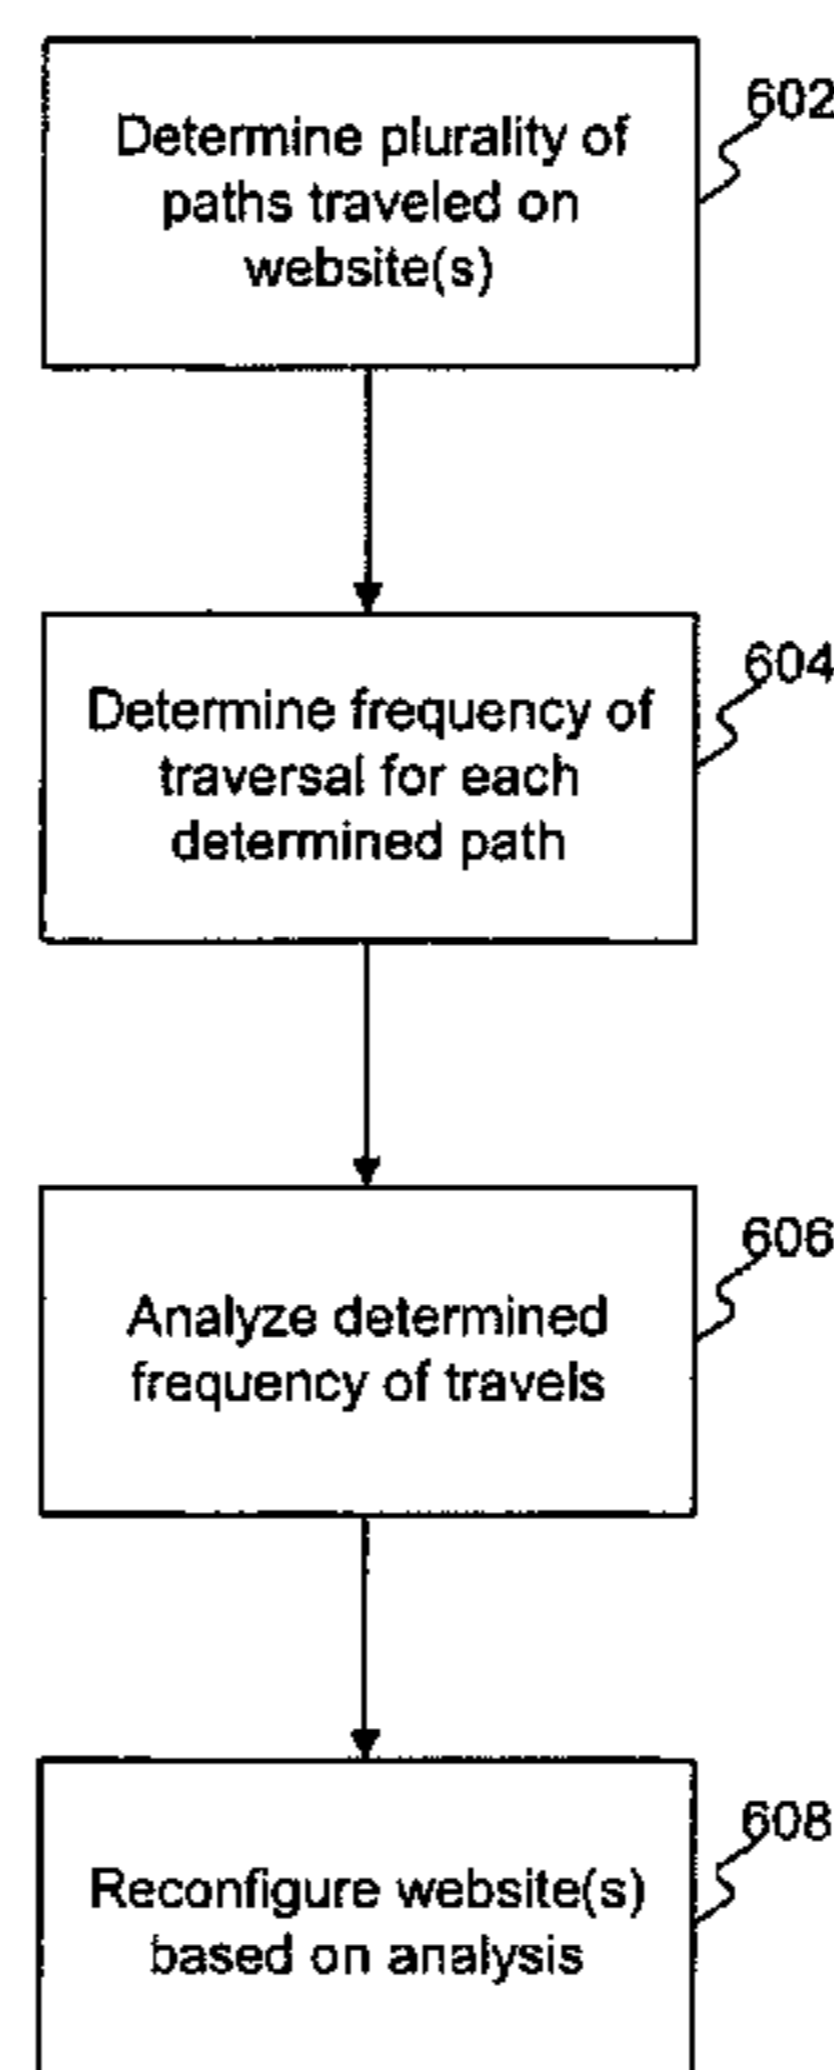 602
Determine plurality of
paths traveled on
website(s)
604
Determine frequency of
traversal for each
determined path
606
Analyze determined
frequency of travels
608
Reconfigure website(s)
based on analysis